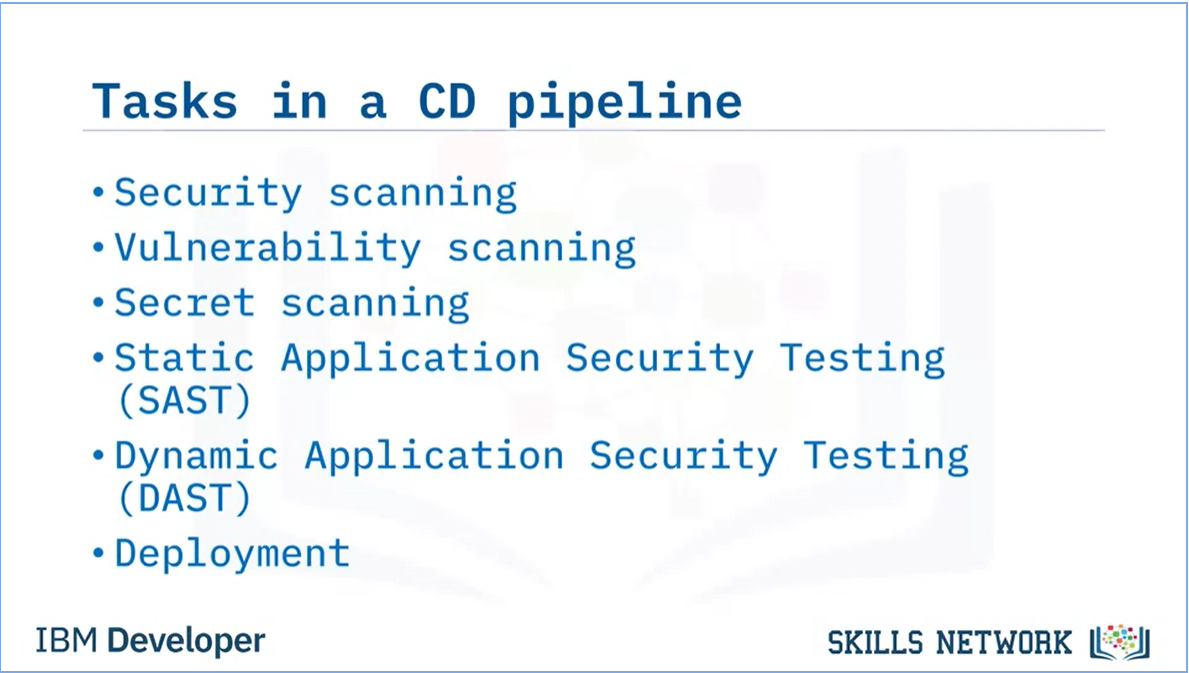 Tasks in a CD pipeline
• Security scanning
• Vulnerability scanning
• Secret scanning
• Static Application Security Testing
(SAST)
• Dynamic Application Security Testing
(DAST)
• Deployment
IBM Developer
SKILLS NETWORK